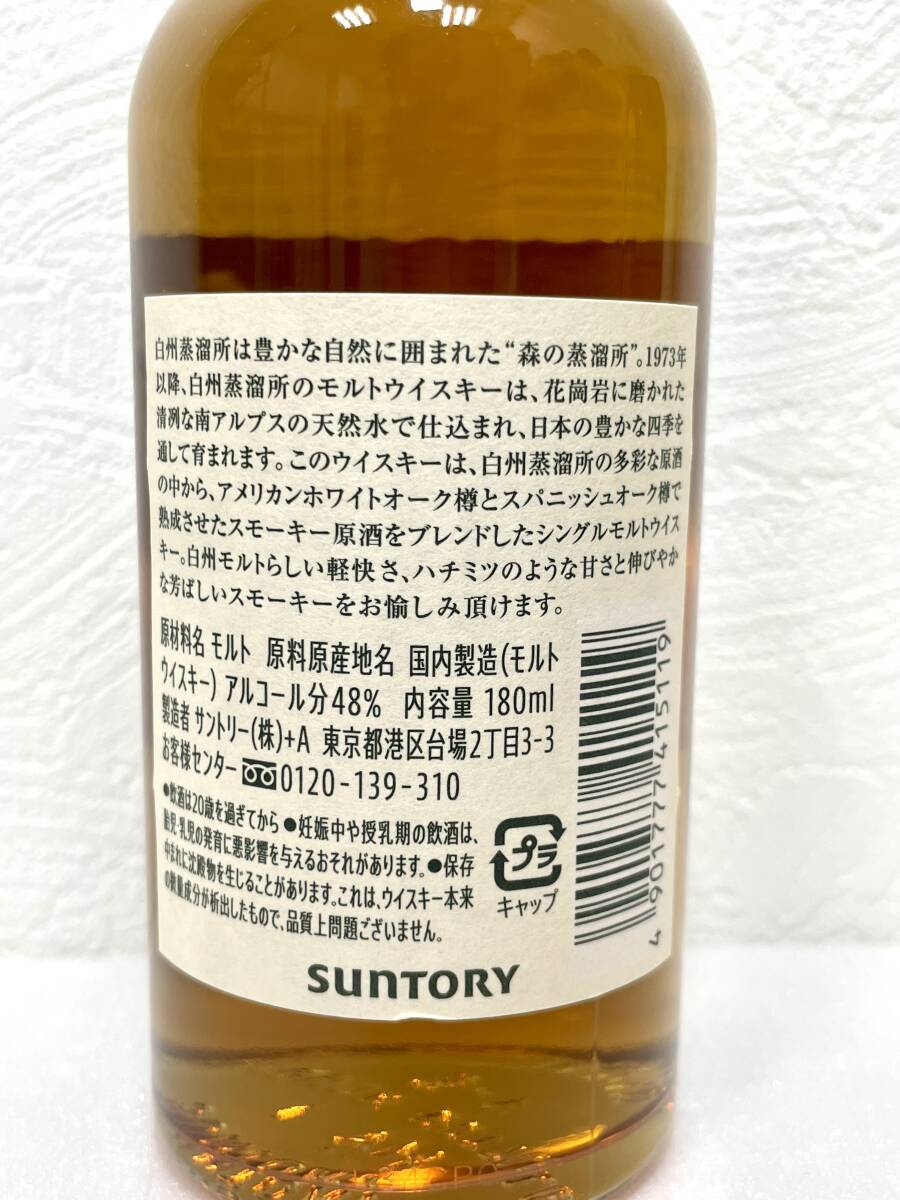 白州蒸溜所は豊かな自然に囲まれた“森の蒸溜所”。1973年
以降、白州蒸溜所のモルトウイスキーは、花崗岩に磨かれた
清冽な南アルプスの天然水で仕込まれ、日本の豊かな四季を
通して育まれます。このウイスキーは、白州蒸溜所の多彩な原酒
の中から、アメリカンホワイトオーク樽とスパニッシュオーク樽で
熟成させたスモーキー原酒をブレンドしたシングルモルトウイス
キー。白州モルトらしい軽快さ、ハチミツのような甘さと伸びやか
な芳ばしいスモーキーをお愉しみ頂けます。
原材料名 モルト 原料原産地名 国内製造(モルト
ウイスキー) アルコール分48% 内容量 180ml
製造者 サントリー(株)+A 東京都港区台場2丁目3-3
お客様センター 0120-139-310
●飲酒は20歳を過ぎてから ●妊娠中や授乳期の飲酒は、
胎児・乳児の発育に悪影響を与えるおそれがあります。●保存
中まれに沈殿物を生じることがあります。これは、ウイスキー本来
の微量成分が析出したもので、品質上問題ございません。
プラ
キャップ
4901777415119
SUNTORY